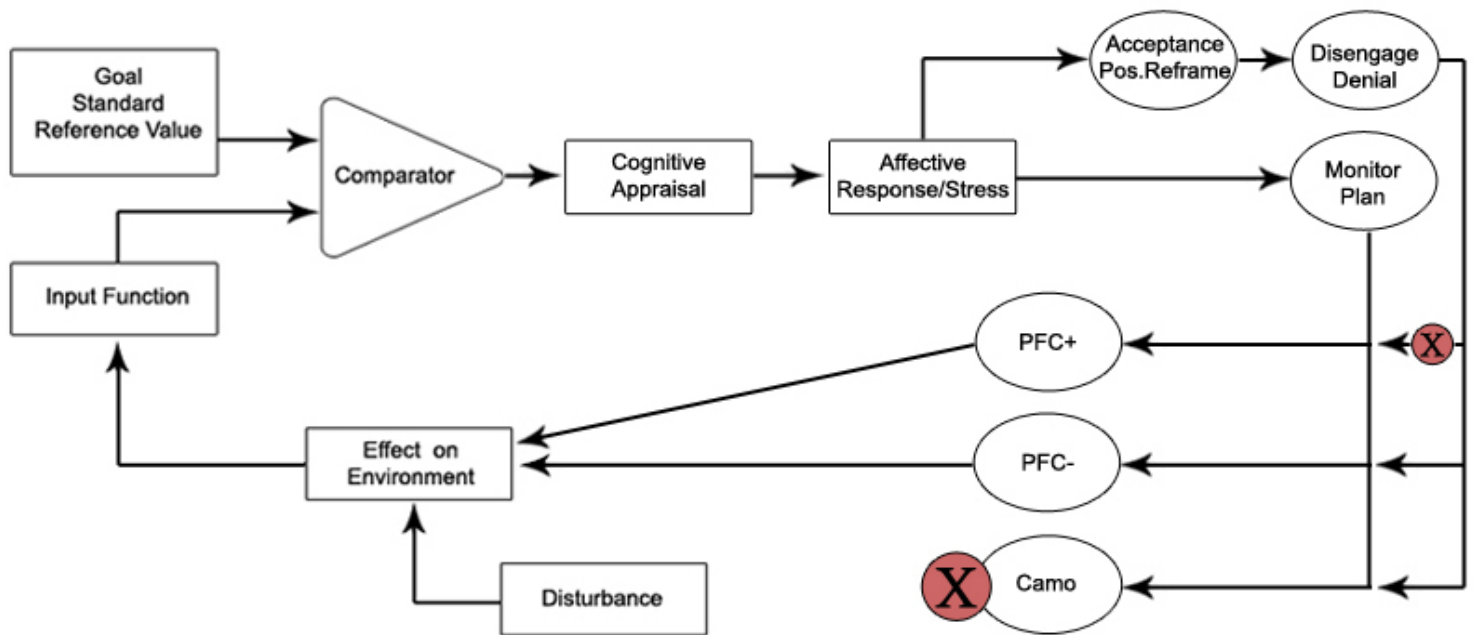 Goal
Standard
Reference Value
Comparator
Cognitive
Appraisal
Affective
Response/Stress
Acceptance
Pos.Reframe
Disengage
Denial
Monitor
Plan
Input Function
PFC+
X
Effect on
Environment
PFC-
Disturbance
X
Camo